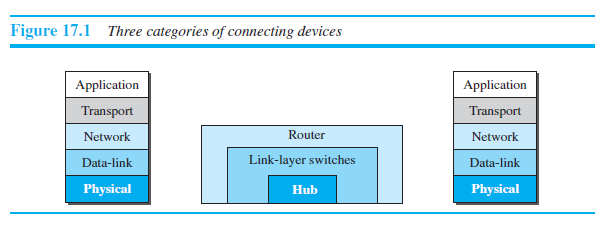 Figure 17.1 Three categories of connecting devices
Application
Transport
Network
Data-link
Physical
Router
Link-layer switches
Hub
Application
Transport
Network
Data-link
Physical